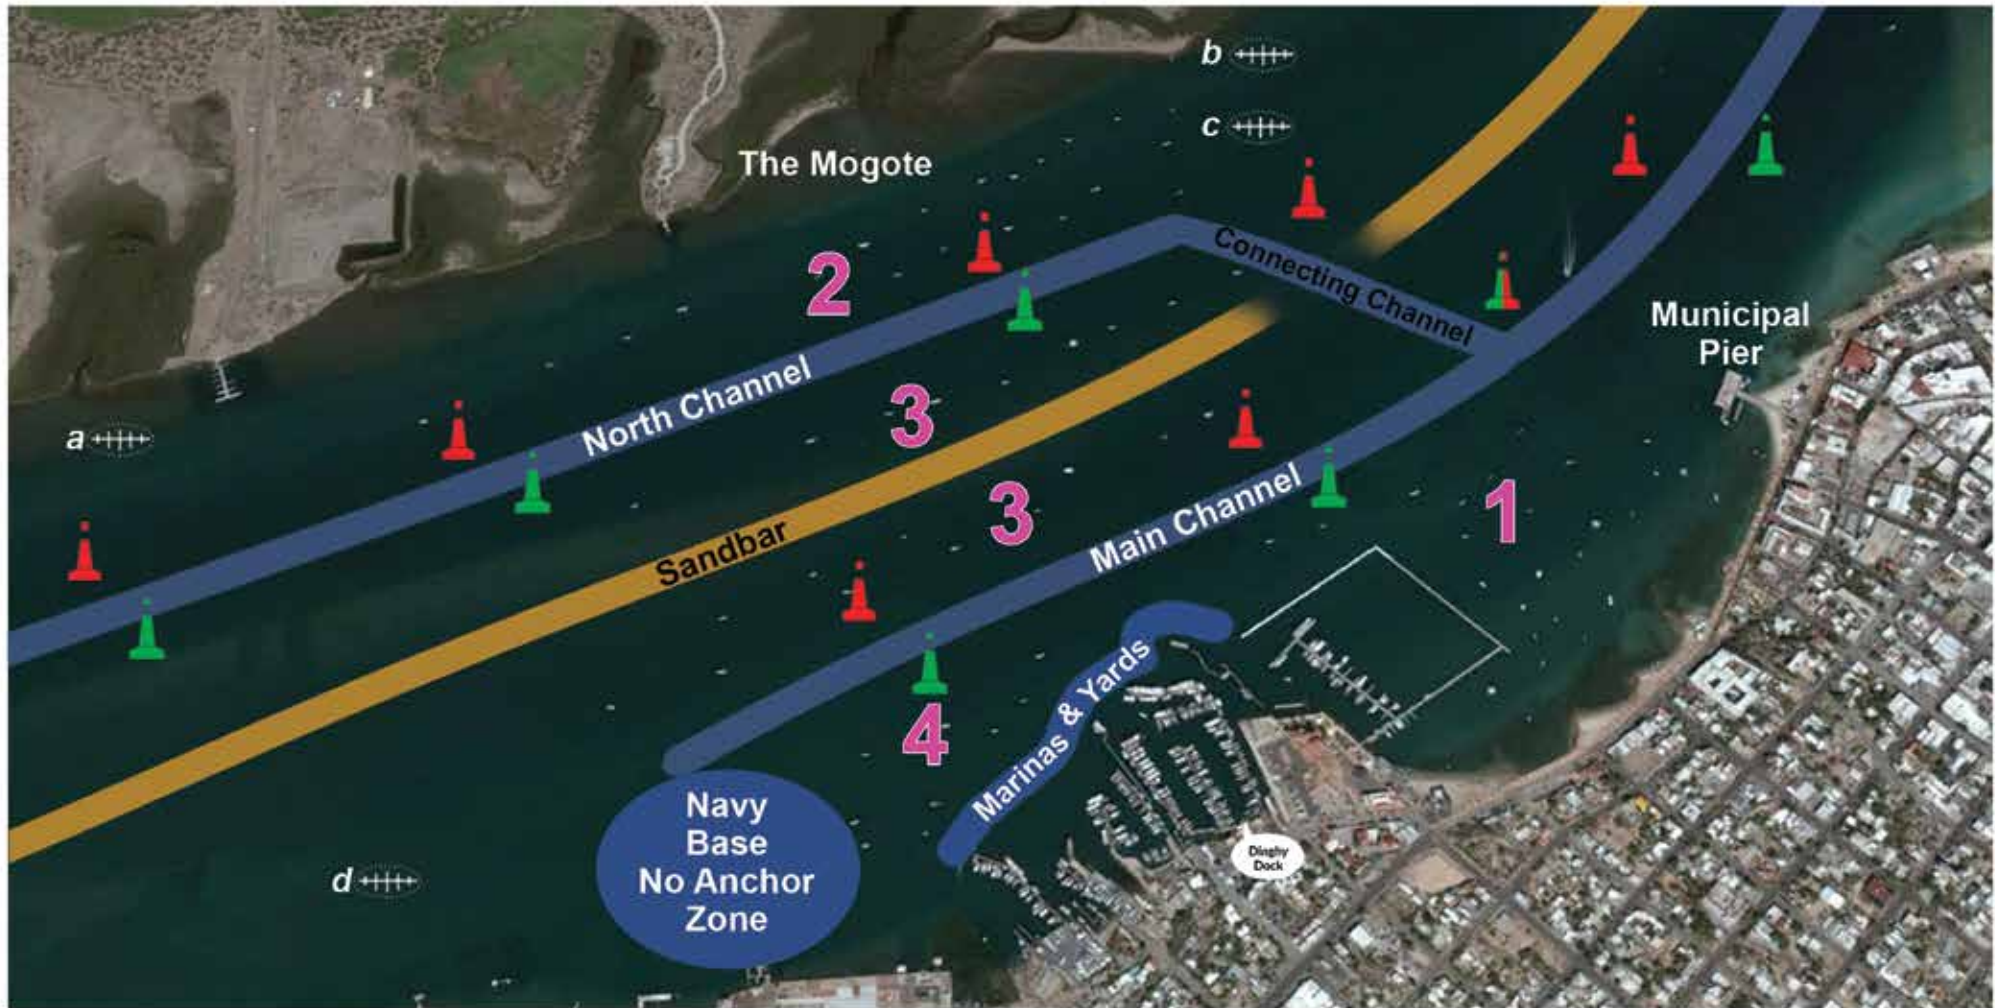 b
c
The Mogote
Connecting Channel
2
Municipal
Pier
North Channel
3
a
3
1
Main Channel
Sandbar
Marinas & Yards
4
Navy
Base
No Anchor
Zone
Dinghy
Dock
d